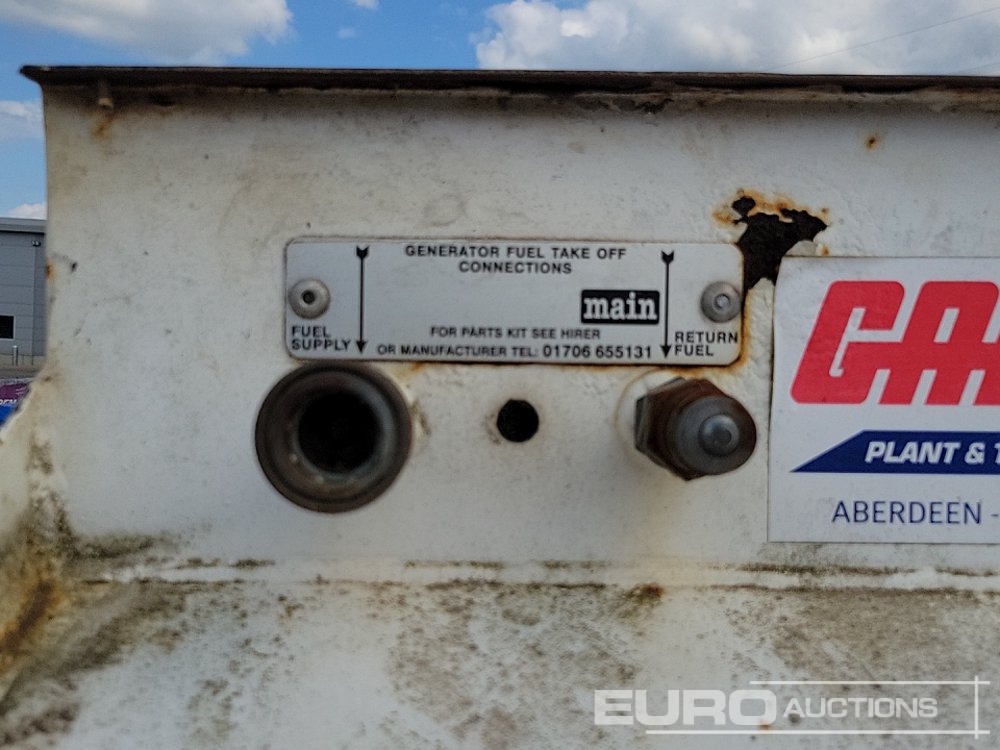 GENERATOR FUEL TAKE OFF
CONNECTIONS
main
FUEL
SUPPLY
FOR PARTS KIT SEE HIRER
OR MANUFACTURER TEL: 01706 655131
RETURN
FUEL
PLANT &
ABERDEEN -
EURO AUCTIONS